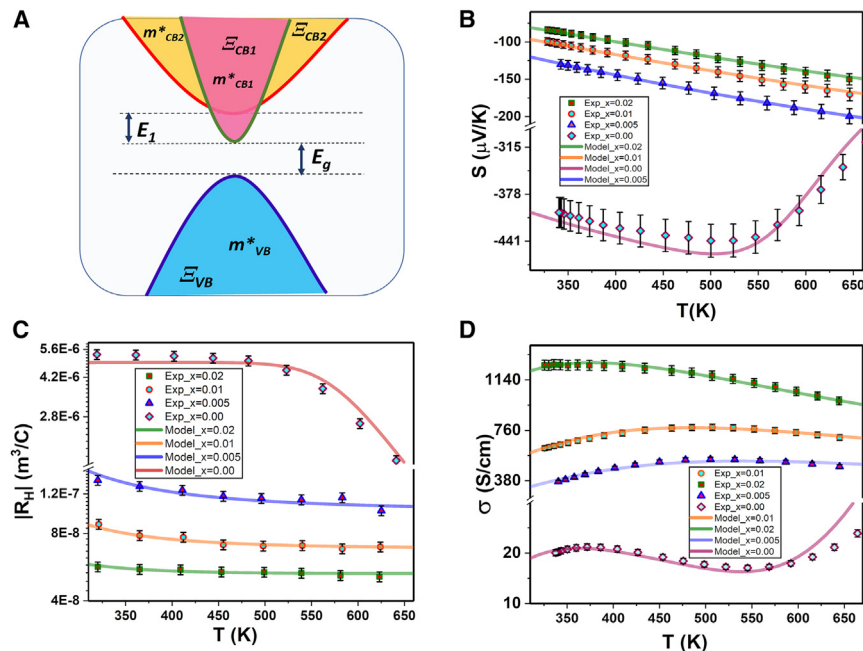 A
m*CB2
ΞCB1
ΞCB2
m*CB1
E1
Eg
m*VB
ΞVB
B
-100
-150
-200
-315
-378
-441
S (μV/K)
Exp_x=0.02
Exp_x=0.01
Exp_x=0.005
Exp_x=0.00
Model_x=0.02
Model_x=0.01
Model_x=0.00
Model_x=0.005
350 400 450 500 550 600 650
T(K)
C
5.6E-6
4.2E-6
2.8E-6
1.2E-7
8E-8
4E-8
|RH| (m³/C)
Exp_x=0.02
Exp_x=0.01
Exp_x=0.005
Exp_x=0.00
Model_x=0.02
Model_x=0.01
Model_x=0.005
Model_x=0.00
350 400 450 500 550 600 650
T (K)
D
1140
760
380
20
10
σ (S/cm)
Exp_x=0.01
Exp_x=0.02
Exp_x=0.005
Exp_x=0.00
Model_x=0.01
Model_x=0.02
Model_x=0.005
Model_x=0.00
350 400 450 500 550 600 650
T (K)